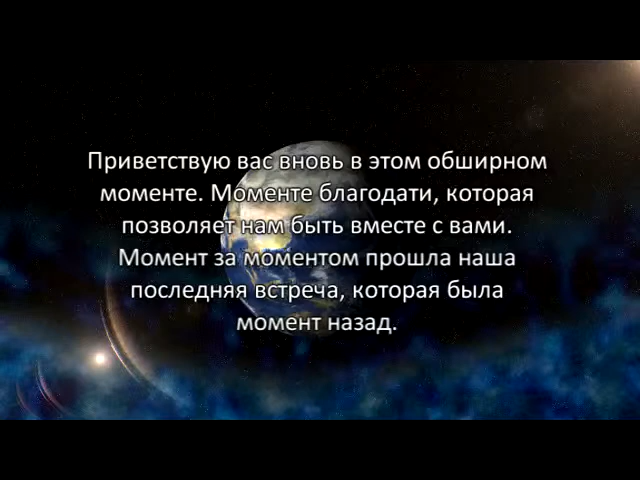 Приветствую вас вновь в этом обширном
моменте. Моменте благодати, которая
позволяет нам быть вместе с вами.
Момент за моментом прошла наша
последняя встреча, которая была
момент назад.